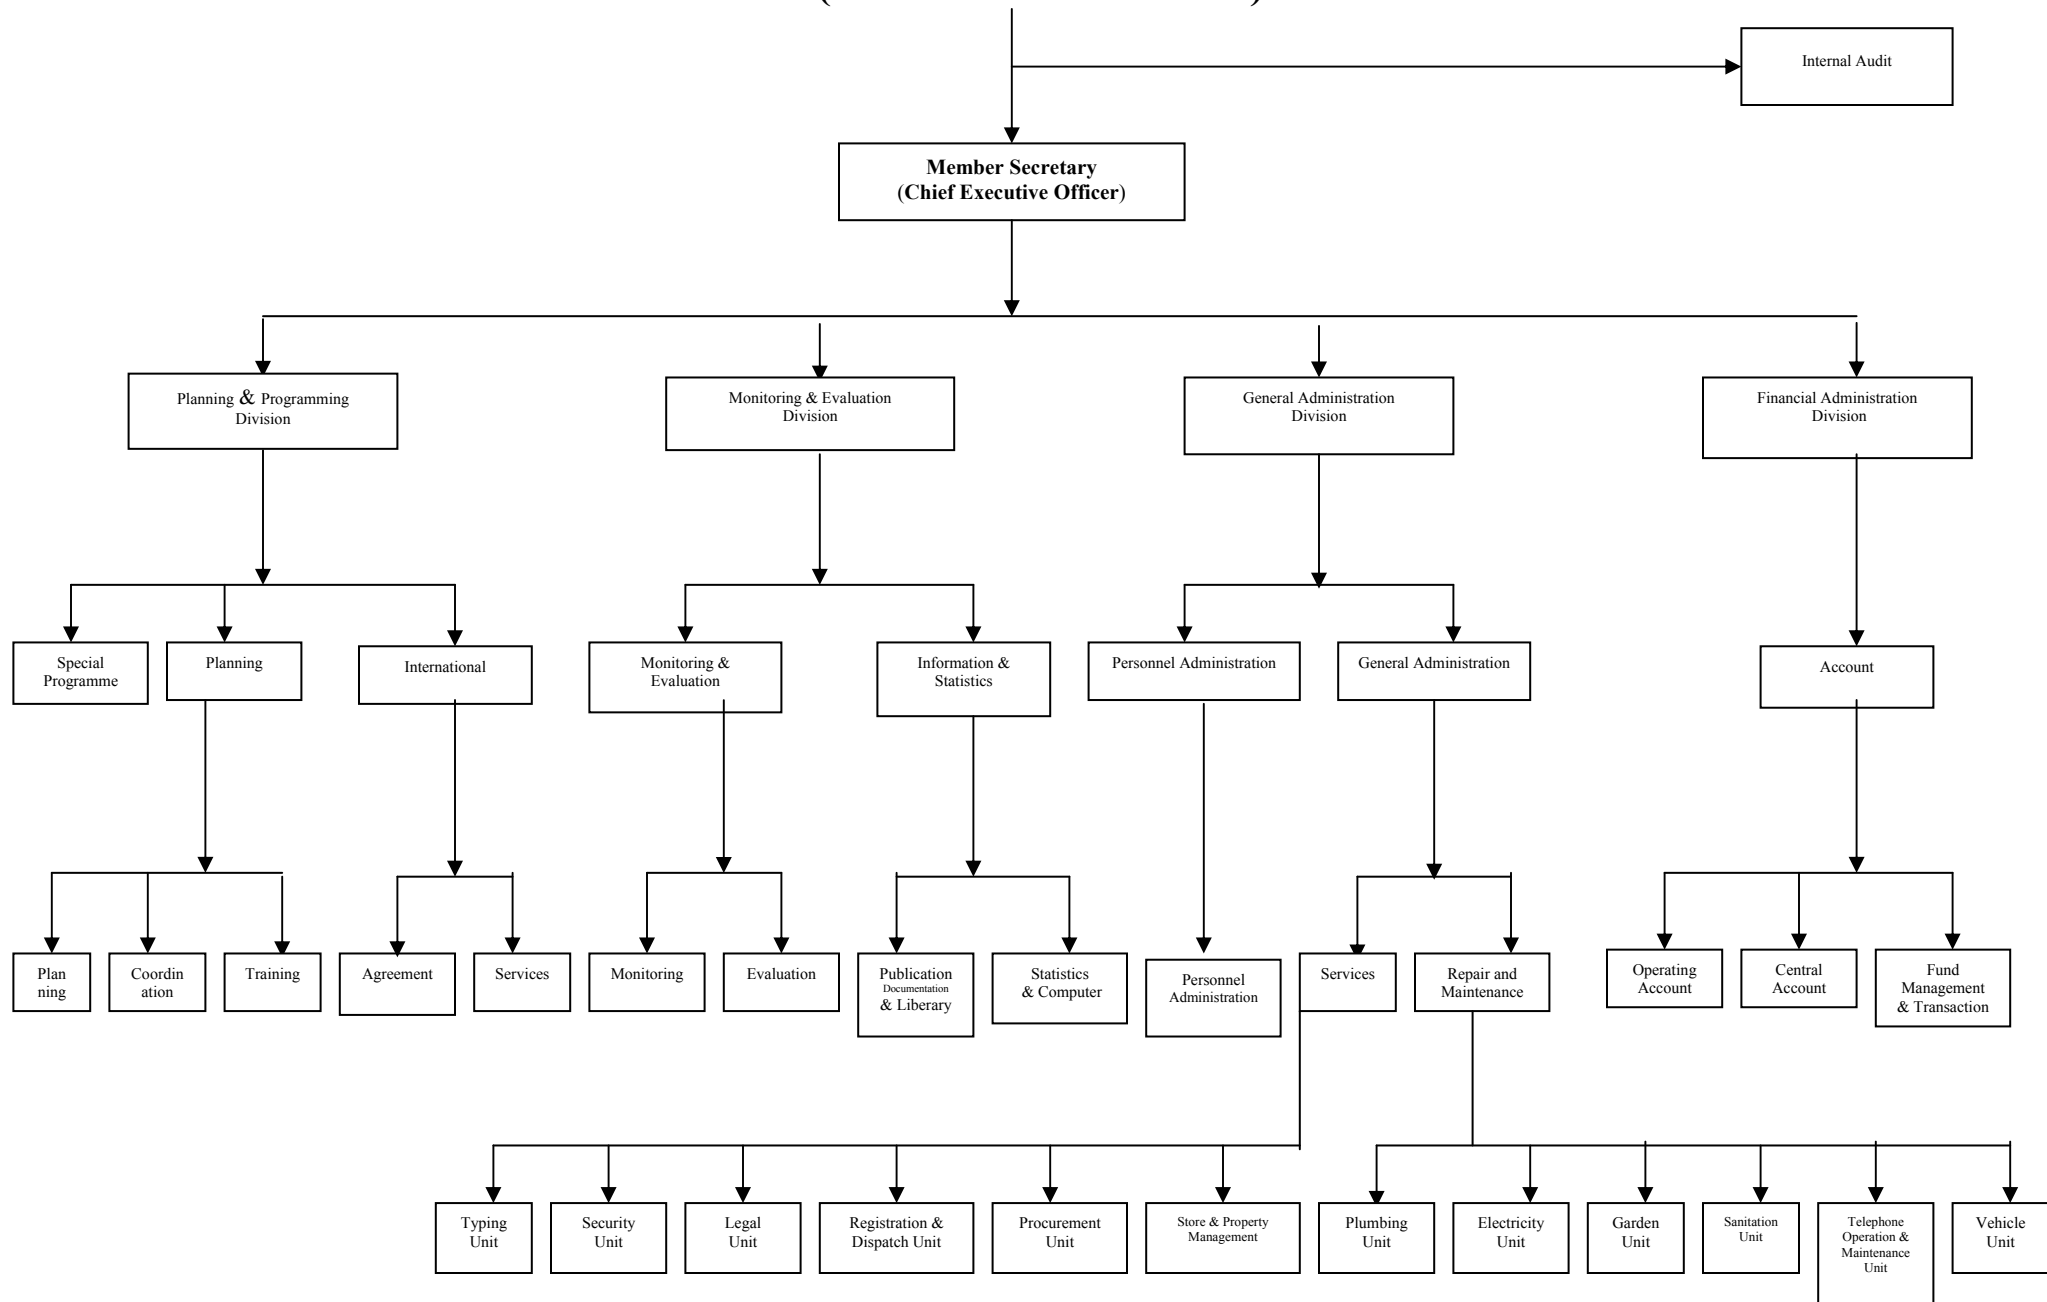 Internal Audit
Member Secretary
(Chief Executive Officer)
Planning & Programming
Division
Monitoring & Evaluation
Division
General Administration
Division
Financial Administration
Division
Special
Programme
Planning
International
Monitoring &
Evaluation
Information &
Statistics
Personnel Administration
General Administration
Account
Plan
ning
Coordin
ation
Training
Agreement
Services
Monitoring
Evaluation
Publication
Documentation
& Liberary
Statistics
& Computer
Personnel
Administration
Services
Repair and
Maintenance
Operating
Account
Central
Account
Fund
Management
& Transaction
Typing
Unit
Security
Unit
Legal
Unit
Registration &
Dispatch Unit
Procurement
Unit
Store & Property
Management
Plumbing
Unit
Electricity
Unit
Garden
Unit
Sanitation
Unit
Telephone
Operation &
Maintenance
Unit
Vehicle
Unit